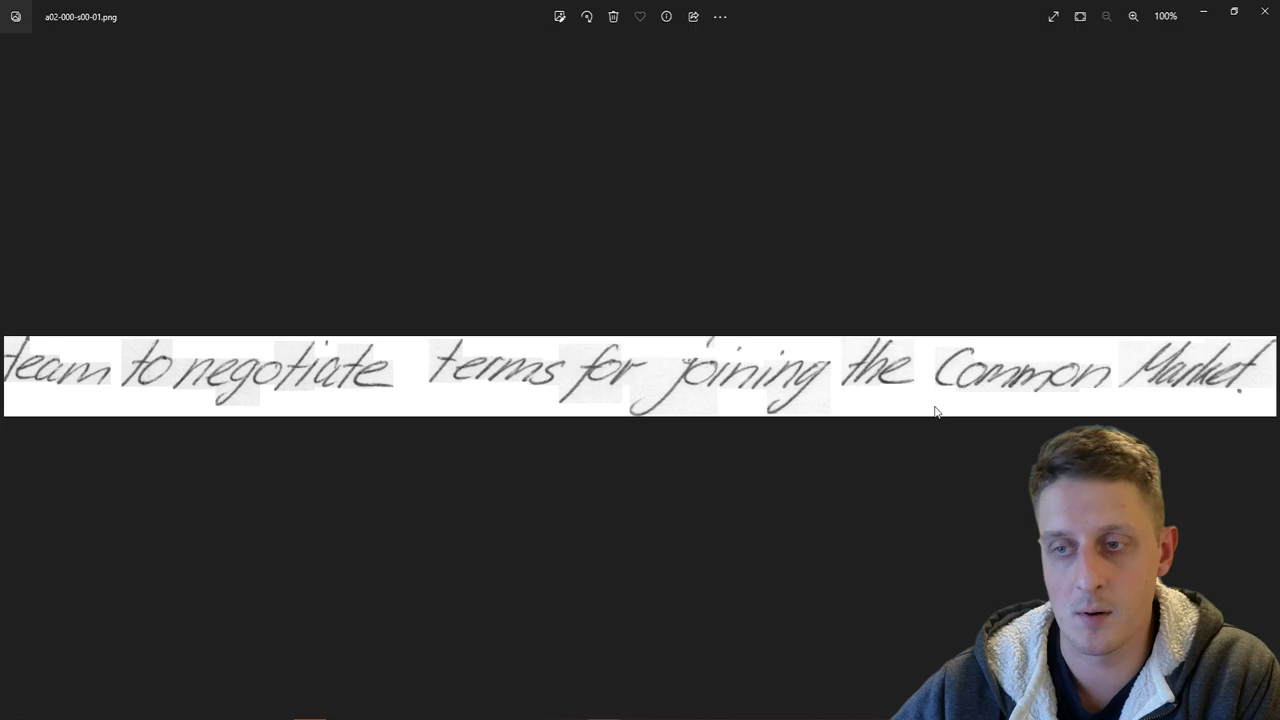 a02-000-s00-01.png
100%
team to negotiate terms for joining the Common Market.